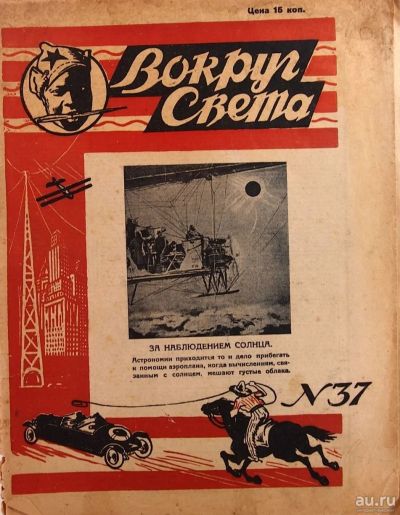 Цена 15 коп.
Вокруг
Света
ЗА НАБЛЮДЕНИЕМ СОЛНЦА.
Астрономии приходится то и дело прибегать
к помощи аэроплана, когда вычислениям, свя-
занным с солнцем, мешают густые облака.
N 37
au.ru